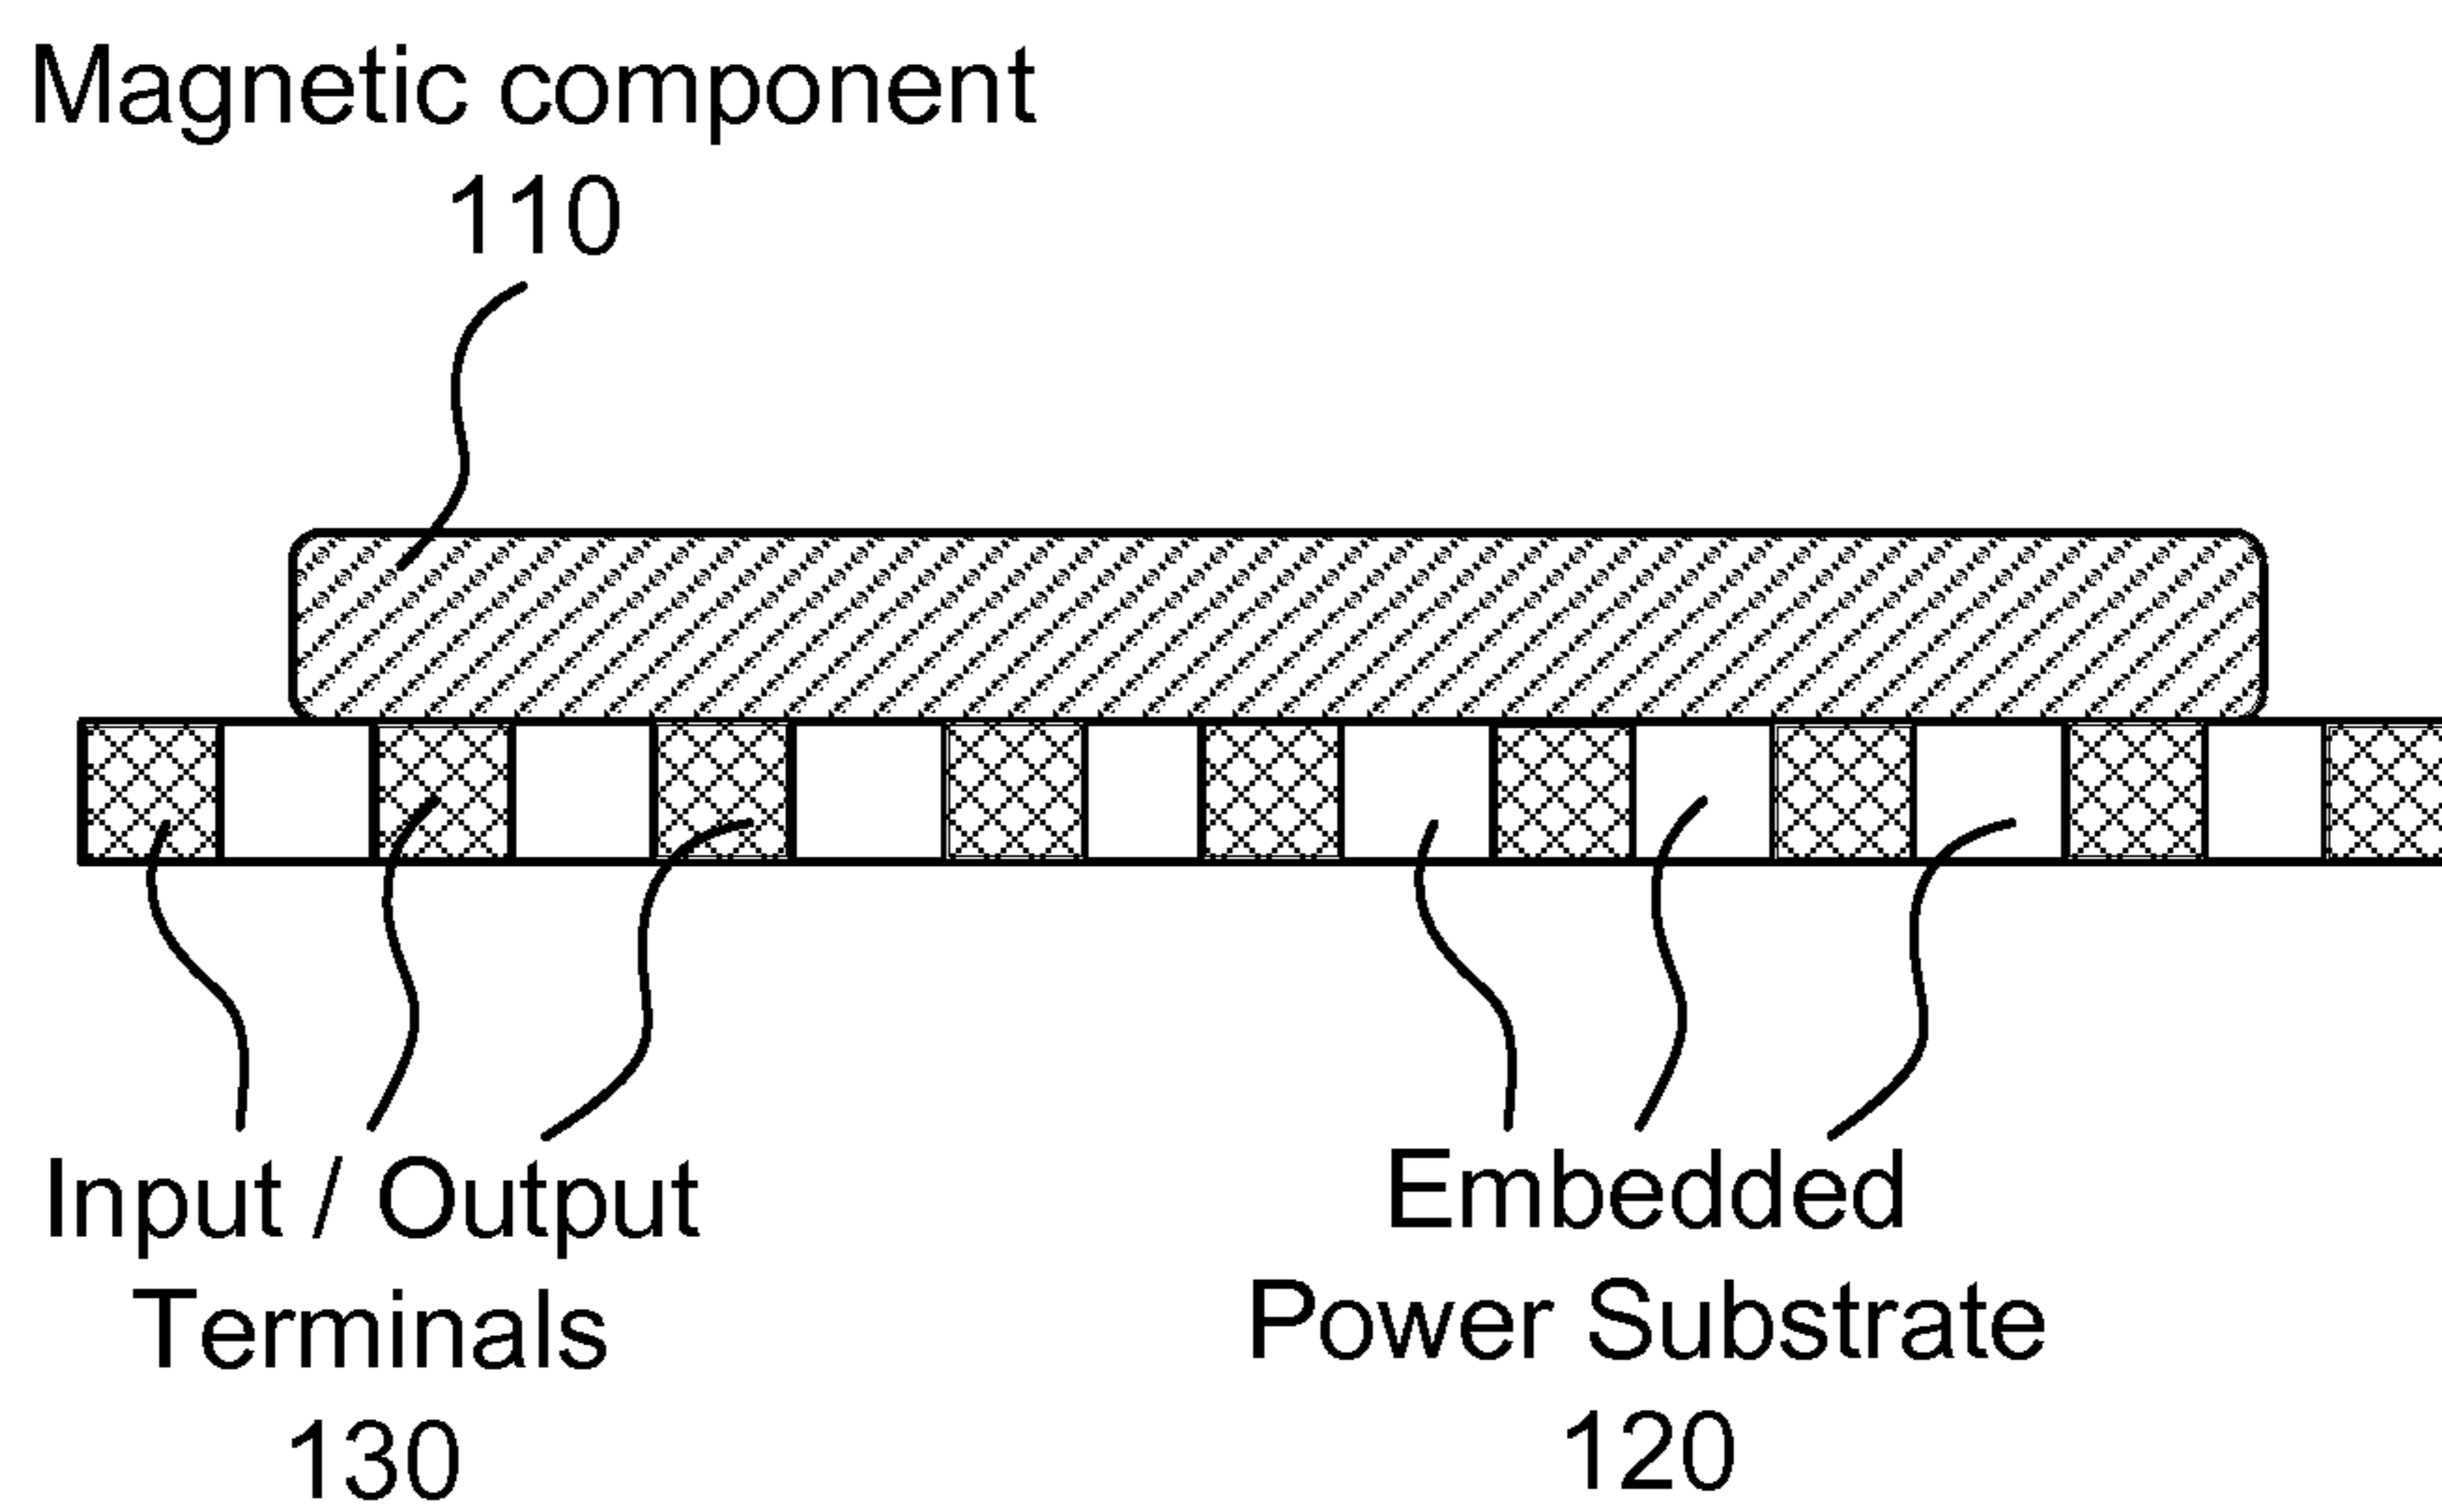 Magnetic component
110
Input / Output
Terminals
130
Embedded
Power Substrate
120